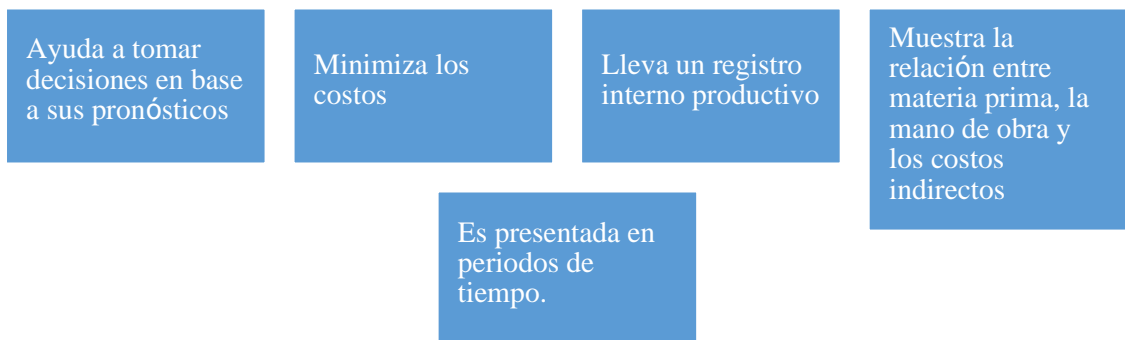 Ayuda a tomar
decisiones en base
a sus pronósticos
Minimiza los
costos
Lleva un registro
interno productivo
Muestra la
relación entre
materia prima, la
mano de obra y
los costos
indirectos
Es presentada en
periodos de
tiempo.